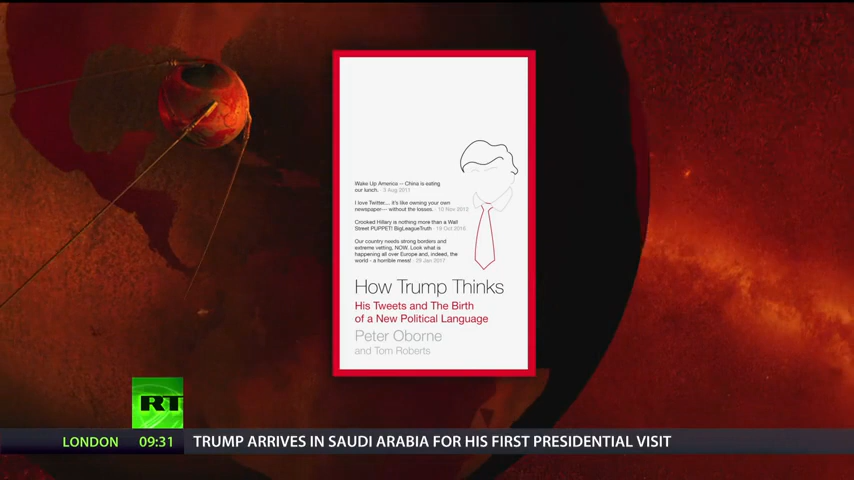 Wake Up America – China is eating
our lunch. · 3 Aug 2011
I love Twitter.... it's like owning your own
newspaper— without the losses. · 10 Nov 2012
Crooked Hillary is nothing more than a Wall
Street PUPPET! BigLeagueTruth · 19 Oct 2016
Our country needs strong borders and
extreme vetting, NOW. Look what is
happening all over Europe and, indeed, the
world - a horrible mess! · 29 Jan 2017
How Trump Thinks
His Tweets and The Birth
of a New Political Language
Peter Oborne
and Tom Roberts
RT
LONDON 09:31 TRUMP ARRIVES IN SAUDI ARABIA FOR HIS FIRST PRESIDENTIAL VISIT